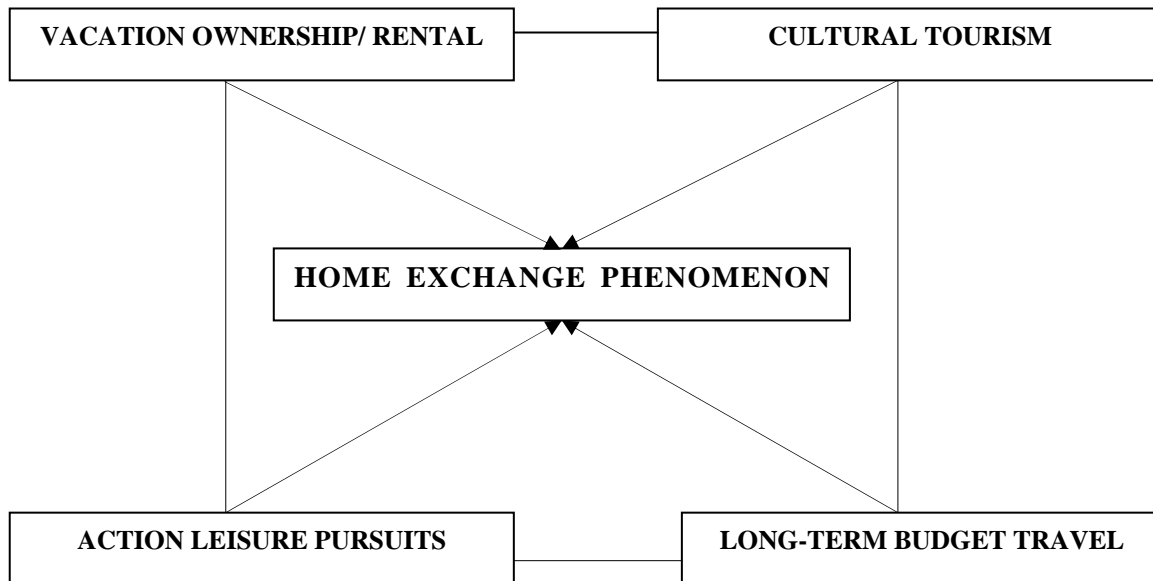 VACATION OWNERSHIP/ RENTAL
CULTURAL TOURISM
HOME EXCHANGE PHENOMENON
ACTION LEISURE PURSUITS
LONG-TERM BUDGET TRAVEL